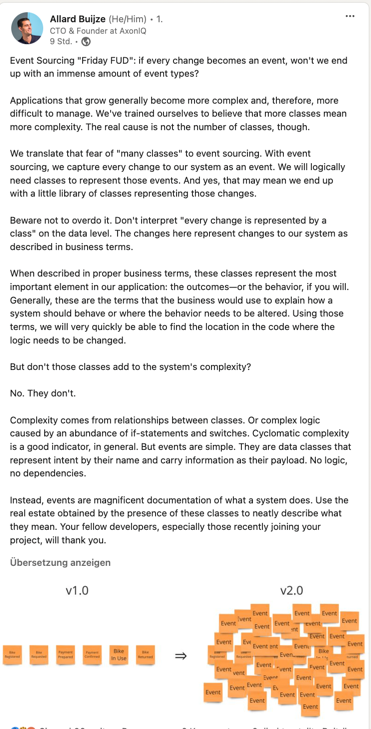 Allard Buijze (He/Him) • 1.
CTO & Founder at AxonIQ
9 Std. •
Event Sourcing "Friday FUD": if every change becomes an event, won't we end
up with an immense amount of event types?
Applications that grow generally become more complex and, therefore, more
difficult to manage. We've trained ourselves to believe that more classes mean
more complexity. The real cause is not the number of classes, though.
We translate that fear of "many classes" to event sourcing. With event
sourcing, we capture every change to our system as an event. We will logically
need classes to represent those events. And yes, that may mean we end up
with a little library of classes representing those changes.
Beware not to overdo it. Don't interpret "every change is represented by a
class" on the data level. The changes here represent changes to our system as
described in business terms.
When described in proper business terms, these classes represent the most
important element in our application: the outcomes—or the behavior, if you will.
Generally, these are the terms that the business would use to explain how a
system should behave or where the behavior needs to be altered. Using those
terms, we will very quickly be able to find the location in the code where the
logic needs to be changed.
But don't those classes add to the system's complexity?
No. They don't.
Complexity comes from relationships between classes. Or complex logic
caused by an abundance of if-statements and switches. Cyclomatic complexity
is a good indicator, in general. But events are simple. They are data classes that
represent intent by their name and carry information as their payload. No logic,
no dependencies.
Instead, events are magnificent documentation of what a system does. Use the
real estate obtained by the presence of these classes to neatly describe what
they mean. Your fellow developers, especially those recently joining your
project, will thank you.
Übersetzung anzeigen
v1.0 v2.0
Bike
In Use
⇒
Event Event Event Event
Event Event Event Event
Event Event Event Event
Event Event Event Event
Event Event Event Event
Event Event Event Event